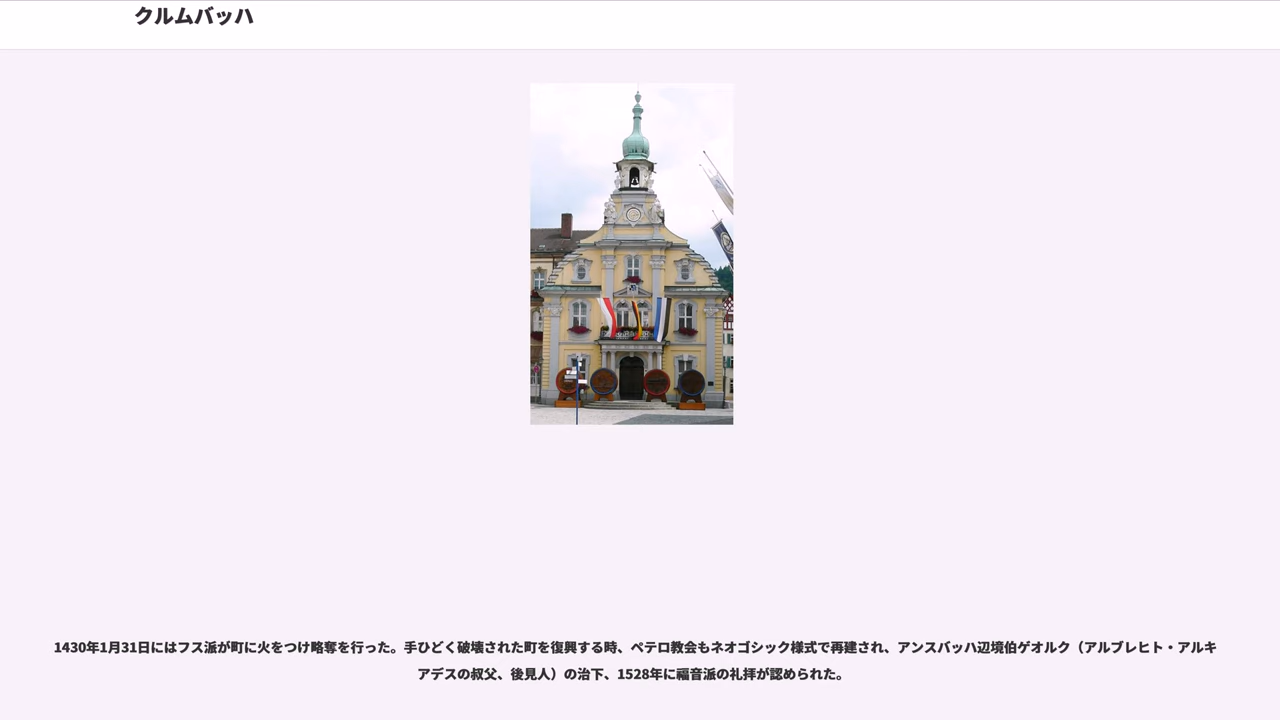 クルムバッハ
1430年1月31日にはフス派が町に火をつけ略奪を行った。手ひどく破壊された町を復興する時、ペテロ教会もネオゴシック様式で再建され、アンスバッハ辺境伯ゲオルク（アルブレヒト・アルキ
アデスの叔父、後見人）の治下、1528年に福音派の礼拝が認められた。